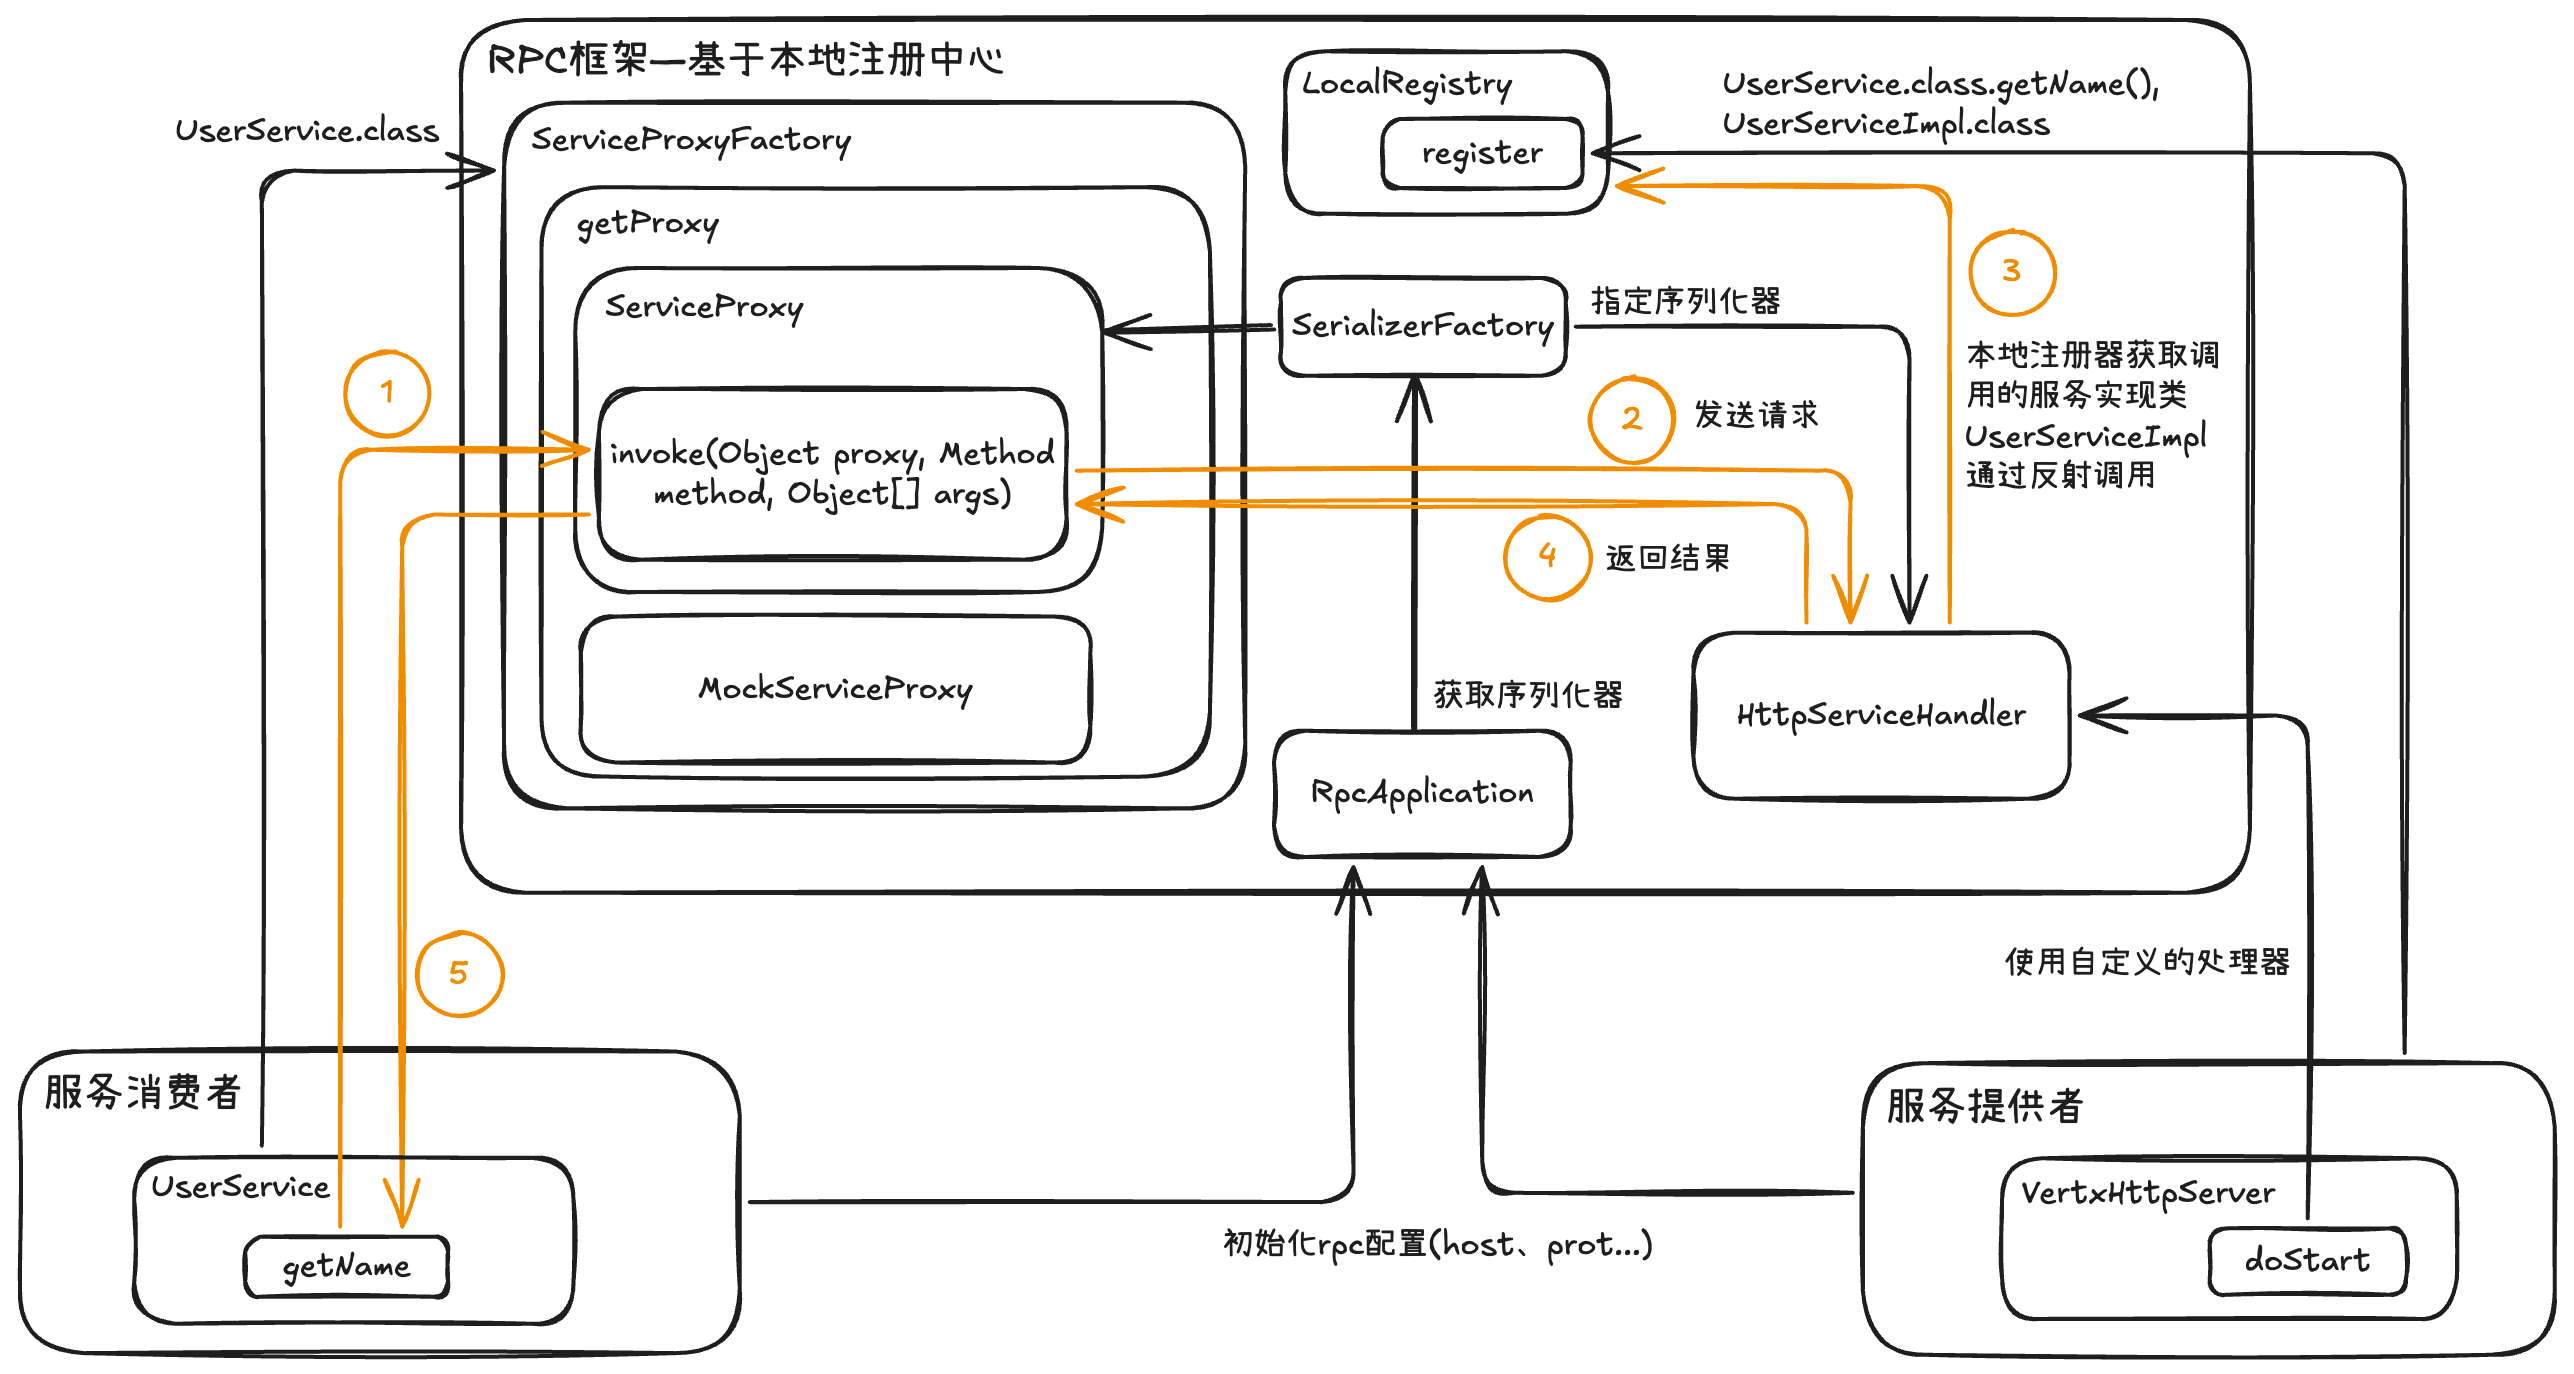 RPC框架—基于本地注册中心
LocalRegistry
register
UserService.class.getName(),
UserServiceImpl.class
UserService.class
ServiceProxyFactory
getProxy
ServiceProxy
invoke(Object proxy, Method
method, Object[] args)
MockServiceProxy
SerializerFactory
指定序列化器
1
2
发送请求
3
本地注册器获取调
用的服务实现类
UserServiceImpl
通过反射调用
4
返回结果
获取序列化器
RpcApplication
HttpServiceHandler
5
使用自定义的处理器
服务消费者
UserService
getName
初始化rpc配置(host、prot...)
服务提供者
VertxHttpServer
doStart